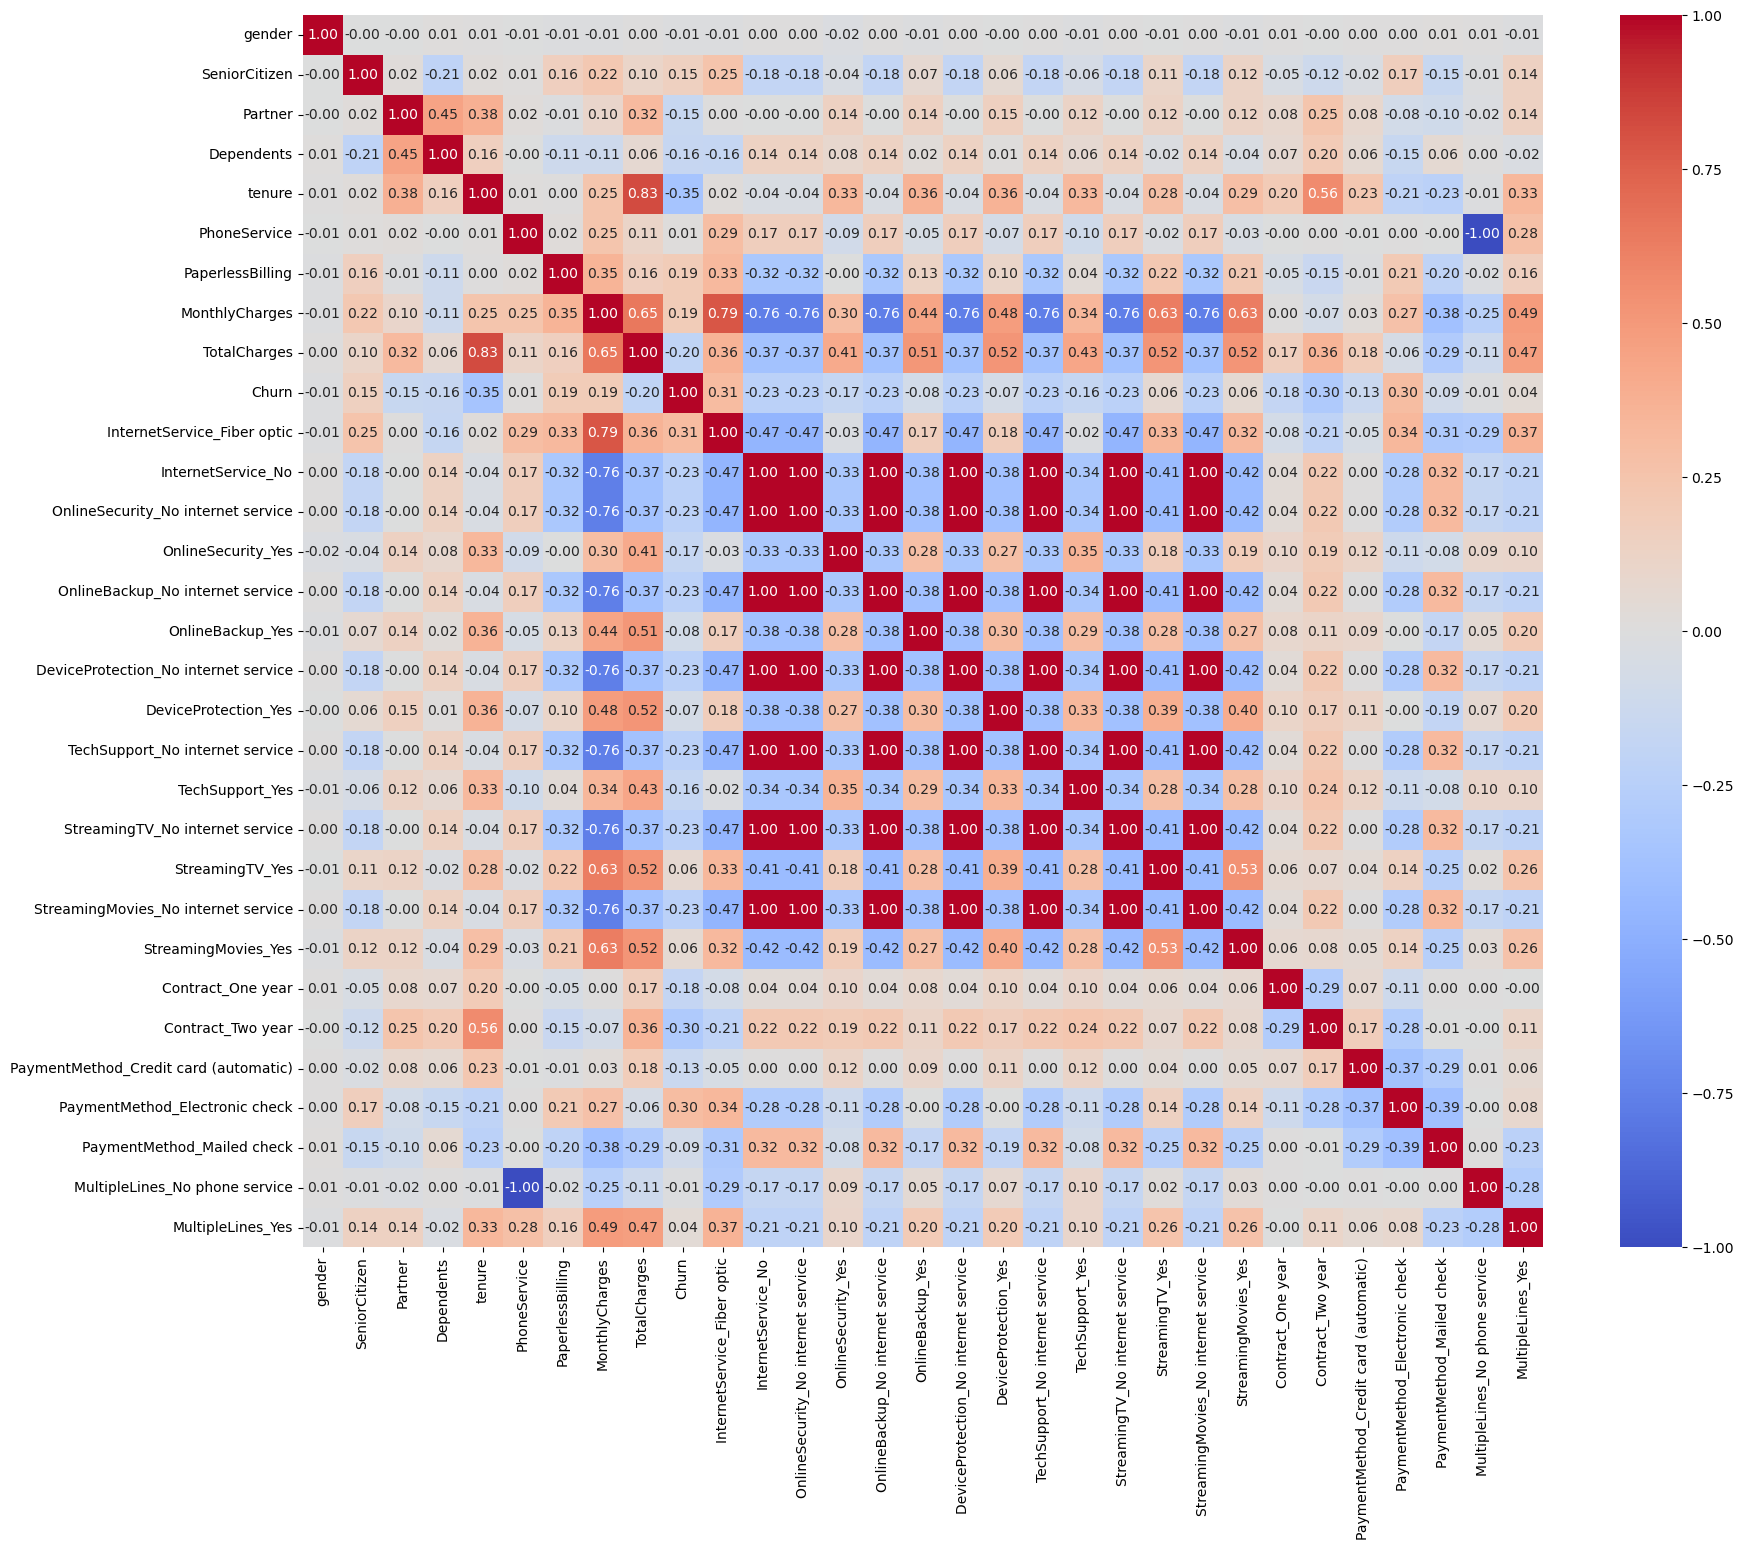 gender 1.00 -0.00 -0.00 0.01 0.01 -0.01 -0.01 -0.01 0.00 -0.01 -0.01 0.00 0.00 -0.02 0.00 -0.01 0.00 -0.00 0.00 -0.01 0.00 -0.01 0.00 -0.01 0.01 -0.00 0.00 0.00 0.01 0.01 -0.01
SeniorCitizen -0.00 1.00 0.02 -0.21 0.02 0.01 0.16 0.22 0.10 0.15 0.25 -0.18 -0.18 -0.04 -0.18 0.07 -0.18 0.06 -0.18 -0.06 -0.18 0.11 -0.18 0.12 -0.05 -0.12 -0.02 0.17 -0.15 -0.01 0.14
Partner -0.00 0.02 1.00 0.45 0.38 0.02 -0.01 0.10 0.32 -0.15 0.00 -0.00 -0.00 0.14 -0.00 0.14 -0.00 0.15 -0.00 0.12 -0.00 0.12 -0.00 0.12 0.08 0.25 0.08 -0.08 -0.10 -0.02 0.14
Dependents 0.01 -0.21 0.45 1.00 0.16 -0.00 -0.11 -0.11 0.06 -0.16 -0.16 0.14 0.14 0.08 0.14 0.02 0.14 0.01 0.14 0.06 0.14 -0.02 0.14 -0.04 0.07 0.20 0.06 -0.15 0.06 0.00 -0.02
tenure 0.01 0.02 0.38 0.16 1.00 0.01 0.00 0.25 0.83 -0.35 0.02 -0.04 -0.04 0.33 -0.04 0.36 -0.04 0.36 -0.04 0.33 -0.04 0.28 -0.04 0.29 0.20 0.56 0.23 -0.21 -0.23 -0.01 0.33
PhoneService -0.01 0.01 0.02 -0.00 0.01 1.00 0.02 0.25 0.11 0.01 0.29 0.17 0.17 -0.09 0.17 -0.05 0.17 -0.07 0.17 -0.10 0.17 -0.02 0.17 -0.03 -0.00 0.00 -0.01 0.00 -0.00 -1.00 0.28
PaperlessBilling -0.01 0.16 -0.01 -0.11 0.00 0.02 1.00 0.35 0.16 0.19 0.33 -0.32 -0.32 -0.00 -0.32 0.13 -0.32 0.10 -0.32 0.04 -0.32 0.22 -0.32 0.21 -0.05 -0.15 -0.01 0.21 -0.20 -0.02 0.16
MonthlyCharges -0.01 0.22 0.10 -0.11 0.25 0.25 0.35 1.00 0.65 0.19 0.79 -0.76 -0.76 0.30 -0.76 0.44 -0.76 0.48 -0.76 0.34 -0.76 0.63 -0.76 0.63 0.00 -0.07 0.03 0.27 -0.38 -0.25 0.49
TotalCharges 0.00 0.10 0.32 0.06 0.83 0.11 0.16 0.65 1.00 -0.20 0.36 -0.37 -0.37 0.41 -0.37 0.51 -0.37 0.52 -0.37 0.43 -0.37 0.52 -0.37 0.52 0.17 0.36 0.18 -0.06 -0.29 -0.11 0.47
Churn -0.01 0.15 -0.15 -0.16 -0.35 0.01 0.19 0.19 -0.20 1.00 0.31 -0.23 -0.23 -0.17 -0.23 -0.08 -0.23 -0.07 -0.23 -0.16 -0.23 0.06 -0.23 0.06 -0.18 -0.30 -0.13 0.30 -0.09 -0.01 0.04
InternetService_Fiber optic -0.01 0.25 0.00 -0.16 0.02 0.29 0.33 0.79 0.36 0.31 1.00 -0.47 -0.47 -0.03 -0.47 0.17 -0.47 0.18 -0.47 -0.02 -0.47 0.33 -0.47 0.32 -0.08 -0.21 -0.05 0.34 -0.31 -0.29 0.37
InternetService_No 0.00 -0.18 -0.00 0.14 -0.04 0.17 -0.32 -0.76 -0.37 -0.23 -0.47 1.00 1.00 -0.33 1.00 -0.38 1.00 -0.38 1.00 -0.34 1.00 -0.41 1.00 -0.42 0.04 0.22 0.00 -0.28 0.32 -0.17 -0.21
OnlineSecurity_No internet service 0.00 -0.18 -0.00 0.14 -0.04 0.17 -0.32 -0.76 -0.37 -0.23 -0.47 1.00 1.00 -0.33 1.00 -0.38 1.00 -0.38 1.00 -0.34 1.00 -0.41 1.00 -0.42 0.04 0.22 0.00 -0.28 0.32 -0.17 -0.21
OnlineSecurity_Yes -0.02 -0.04 0.14 0.08 0.33 -0.09 -0.00 0.30 0.41 -0.17 -0.03 -0.33 -0.33 1.00 -0.33 0.28 -0.33 0.27 -0.33 0.35 -0.33 0.18 -0.33 0.19 0.10 0.19 0.12 -0.11 -0.08 0.09 0.10
OnlineBackup_No internet service 0.00 -0.18 -0.00 0.14 -0.04 0.17 -0.32 -0.76 -0.37 -0.23 -0.47 1.00 1.00 -0.33 1.00 -0.38 1.00 -0.38 1.00 -0.34 1.00 -0.41 1.00 -0.42 0.04 0.22 0.00 -0.28 0.32 -0.17 -0.21
OnlineBackup_Yes -0.01 0.07 0.14 0.02 0.36 -0.05 0.13 0.44 0.51 -0.08 0.17 -0.38 -0.38 0.28 -0.38 1.00 -0.38 0.30 -0.38 0.29 -0.38 0.28 -0.38 0.27 0.08 0.11 0.09 -0.00 -0.17 0.05 0.20
DeviceProtection_No internet service 0.00 -0.18 -0.00 0.14 -0.04 0.17 -0.32 -0.76 -0.37 -0.23 -0.47 1.00 1.00 -0.33 1.00 -0.38 1.00 -0.38 1.00 -0.34 1.00 -0.41 1.00 -0.42 0.04 0.22 0.00 -0.28 0.32 -0.17 -0.21
DeviceProtection_Yes -0.00 0.06 0.15 0.01 0.36 -0.07 0.10 0.48 0.52 -0.07 0.18 -0.38 -0.38 0.27 -0.38 0.30 -0.38 1.00 -0.38 0.33 -0.38 0.39 -0.38 0.40 0.10 0.17 0.11 -0.00 -0.19 0.07 0.20
TechSupport_No internet service 0.00 -0.18 -0.00 0.14 -0.04 0.17 -0.32 -0.76 -0.37 -0.23 -0.47 1.00 1.00 -0.33 1.00 -0.38 1.00 -0.38 1.00 -0.34 1.00 -0.41 1.00 -0.42 0.04 0.22 0.00 -0.28 0.32 -0.17 -0.21
TechSupport_Yes -0.01 -0.06 0.12 0.06 0.33 -0.10 0.04 0.34 0.43 -0.16 -0.02 -0.34 -0.34 0.35 -0.34 0.29 -0.34 0.33 -0.34 1.00 -0.34 0.28 -0.34 0.28 0.10 0.24 0.12 -0.11 -0.08 0.10 0.10
StreamingTV_No internet service 0.00 -0.18 -0.00 0.14 -0.04 0.17 -0.32 -0.76 -0.37 -0.23 -0.47 1.00 1.00 -0.33 1.00 -0.38 1.00 -0.38 1.00 -0.34 1.00 -0.41 1.00 -0.42 0.04 0.22 0.00 -0.28 0.32 -0.17 -0.21
StreamingTV_Yes -0.01 0.11 0.12 -0.02 0.28 -0.02 0.22 0.63 0.52 0.06 0.33 -0.41 -0.41 0.18 -0.41 0.28 -0.41 0.39 -0.41 0.28 -0.41 1.00 -0.41 0.53 0.06 0.07 0.04 0.14 -0.25 0.02 0.26
StreamingMovies_No internet service 0.00 -0.18 -0.00 0.14 -0.04 0.17 -0.32 -0.76 -0.37 -0.23 -0.47 1.00 1.00 -0.33 1.00 -0.38 1.00 -0.38 1.00 -0.34 1.00 -0.41 1.00 -0.42 0.04 0.22 0.00 -0.28 0.32 -0.17 -0.21
StreamingMovies_Yes -0.01 0.12 0.12 -0.04 0.29 -0.03 0.21 0.63 0.52 0.06 0.32 -0.42 -0.42 0.19 -0.42 0.27 -0.42 0.40 -0.42 0.28 -0.42 0.53 -0.42 1.00 0.06 0.08 0.05 0.14 -0.25 0.03 0.26
Contract_One year 0.01 -0.05 0.08 0.07 0.20 -0.00 -0.05 0.00 0.17 -0.18 -0.08 0.04 0.04 0.10 0.04 0.08 0.04 0.10 0.04 0.10 0.04 0.06 0.04 0.06 1.00 -0.29 0.07 -0.11 0.00 0.00 -0.00
Contract_Two year -0.00 -0.12 0.25 0.20 0.56 0.00 -0.15 -0.07 0.36 -0.30 -0.21 0.22 0.22 0.19 0.22 0.11 0.22 0.17 0.22 0.24 0.22 0.07 0.22 0.08 -0.29 1.00 0.17 -0.28 -0.01 -0.00 0.11
PaymentMethod_Credit card (automatic) 0.00 -0.02 0.08 0.06 0.23 -0.01 -0.01 0.03 0.18 -0.13 -0.05 0.00 0.00 0.12 0.00 0.09 0.00 0.11 0.00 0.12 0.00 0.04 0.00 0.05 0.07 0.17 1.00 -0.37 -0.29 0.01 0.06
PaymentMethod_Electronic check 0.00 0.17 -0.08 -0.15 -0.21 0.00 0.21 0.27 -0.06 0.30 0.34 -0.28 -0.28 -0.11 -0.28 -0.00 -0.28 -0.00 -0.28 -0.11 -0.28 0.14 -0.28 0.14 -0.11 -0.28 -0.37 1.00 -0.39 -0.00 0.08
PaymentMethod_Mailed check 0.01 -0.15 -0.10 0.06 -0.23 -0.00 -0.20 -0.38 -0.29 -0.09 -0.31 0.32 0.32 -0.08 0.32 -0.17 0.32 -0.19 0.32 -0.08 0.32 -0.25 0.32 -0.25 0.00 -0.01 -0.29 -0.39 1.00 0.00 -0.23
MultipleLines_No phone service 0.01 -0.01 -0.02 0.00 -0.01 -1.00 -0.02 -0.25 -0.11 -0.01 -0.29 -0.17 -0.17 0.09 -0.17 0.05 -0.17 0.07 -0.17 0.10 -0.17 0.02 -0.17 0.03 0.00 -0.00 0.01 -0.00 0.00 1.00 -0.28
MultipleLines_Yes -0.01 0.14 0.14 -0.02 0.33 0.28 0.16 0.49 0.47 0.04 0.37 -0.21 -0.21 0.10 -0.21 0.20 -0.21 0.20 -0.21 0.10 -0.21 0.26 -0.21 0.26 -0.00 0.11 0.06 0.08 -0.23 -0.28 1.00
gender
SeniorCitizen
Partner
Dependents
tenure
PhoneService
PaperlessBilling
MonthlyCharges
TotalCharges
Churn
InternetService_Fiber optic
InternetService_No
OnlineSecurity_No internet service
OnlineSecurity_Yes
OnlineBackup_No internet service
OnlineBackup_Yes
DeviceProtection_No internet service
DeviceProtection_Yes
TechSupport_No internet service
TechSupport_Yes
StreamingTV_No internet service
StreamingTV_Yes
StreamingMovies_No internet service
StreamingMovies_Yes
Contract_One year
Contract_Two year
PaymentMethod_Credit card (automatic)
PaymentMethod_Electronic check
PaymentMethod_Mailed check
MultipleLines_No phone service
MultipleLines_Yes
1.00
0.75
0.50
0.25
0.00
−0.25
−0.50
−0.75
−1.00